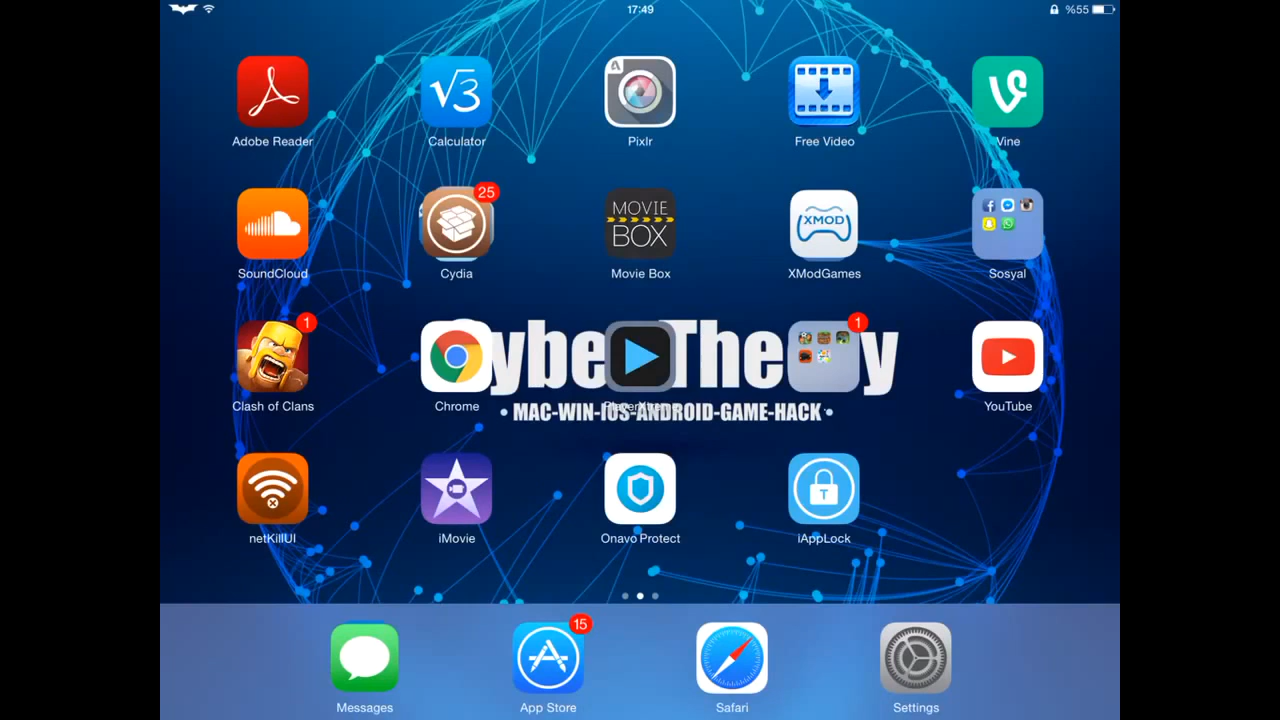 17:49
%55
Adobe Reader
√3
Calculator
Pixlr
Free Video
Vine
SoundCloud
25
Cydia
MOVIE
BOX
Movie Box
XMOD
XModGames
Sosyal
1
Clash of Clans
Chrome
1
YouTube
•MAC-WIN-IOS-ANDROID-GAME-HACK•
netKillUI
iMovie
Onavo Protect
T
iAppLock
Messages
15
App Store
Safari
Settings